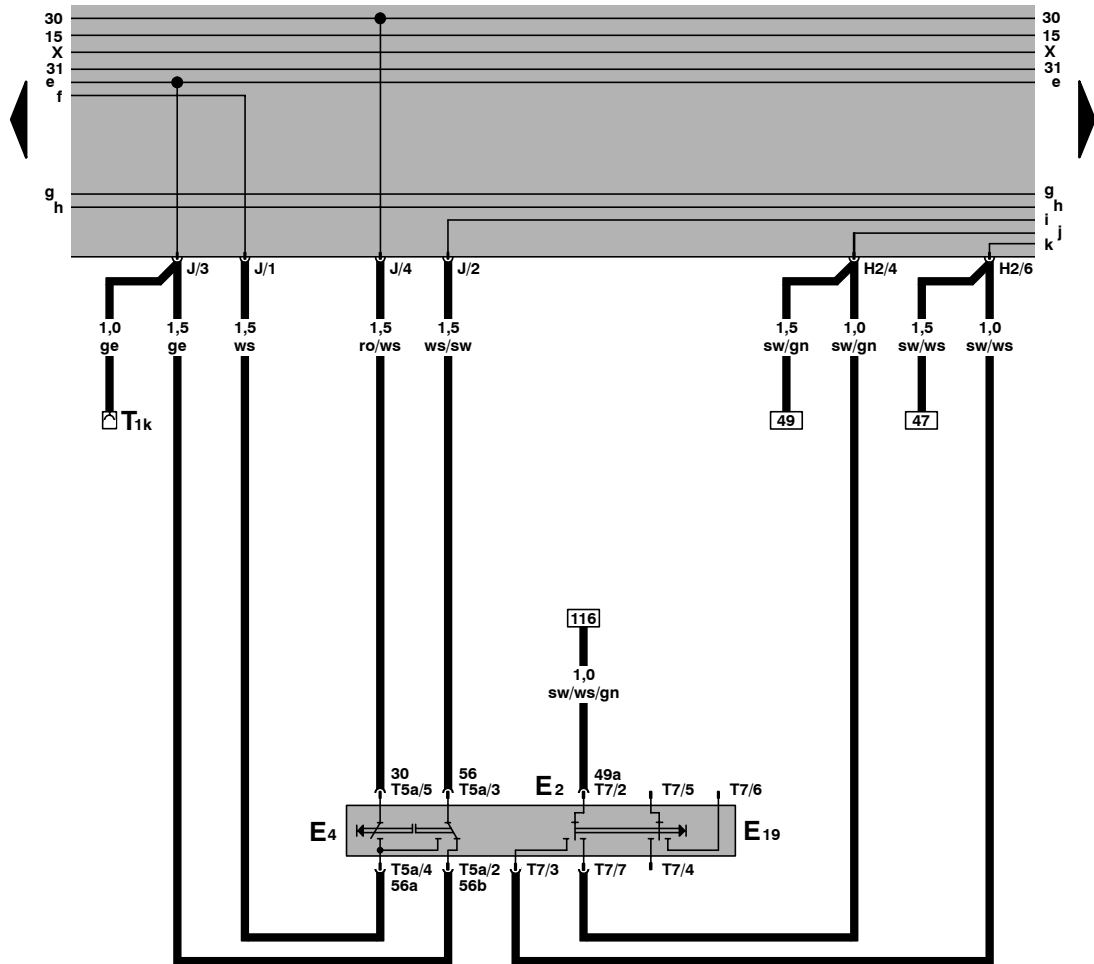 30 30
15 15
X X
31 31
e e
f
g g
h h
i
j
k
J/3 J/1 J/4 J/2 H2/4 H2/6
1,0 1,5 1,5 1,5 1,5 1,5 1,0 1,5 1,0
ge ge ws ro/ws ws/sw sw/gn sw/gn sw/ws sw/ws
T1k 49 47
116
1,0
sw/ws/gn
30 56 E2 49a
T5a/5 T5a/3 T7/2 T7/5 T7/6
E4 E19
T5a/4 T5a/2 T7/3 T7/7 T7/4
56a 56b